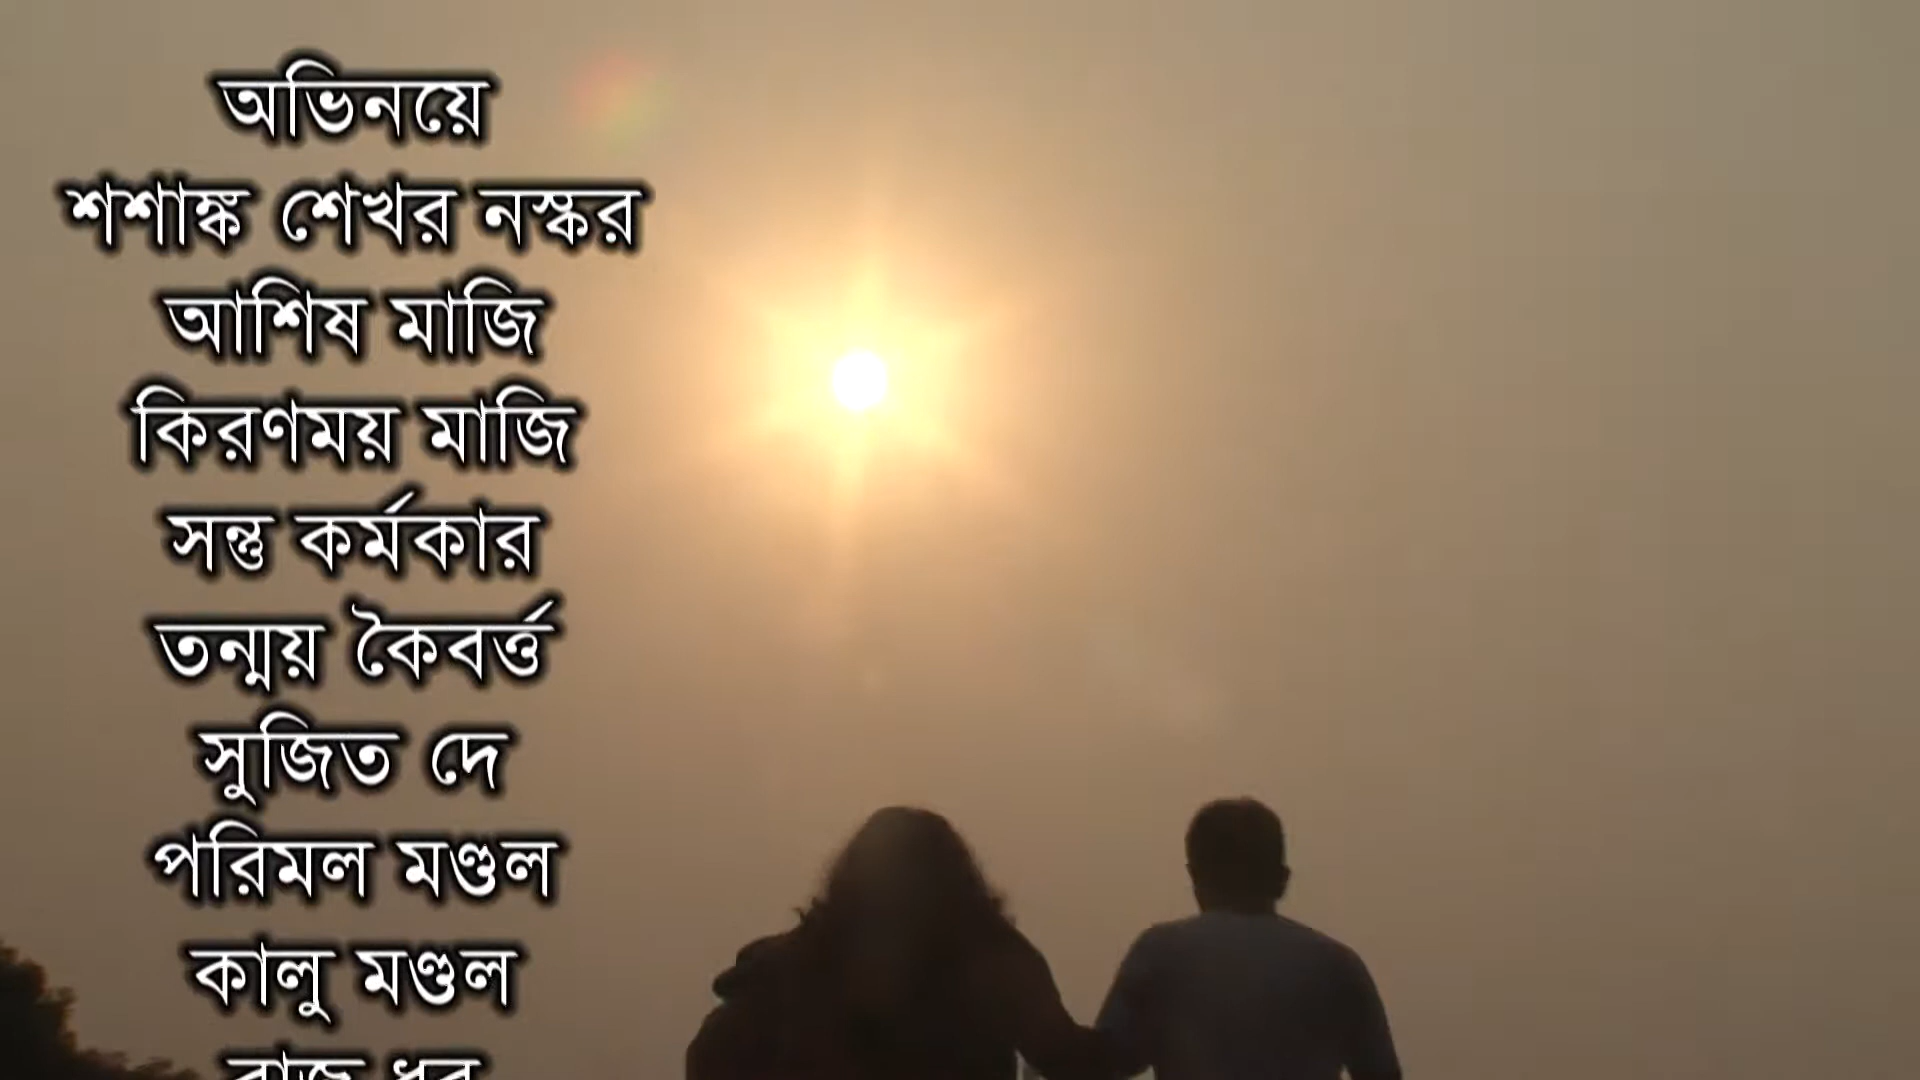 অভিনয়ে
শশাঙ্ক শেখর নস্কর
আশিষ মাজি
কিরণময় মাজি
সন্তু কর্মকার
তন্ময় কৈবর্ত্ত
সুজিত দে
পরিমল মণ্ডল
কালু মণ্ডল